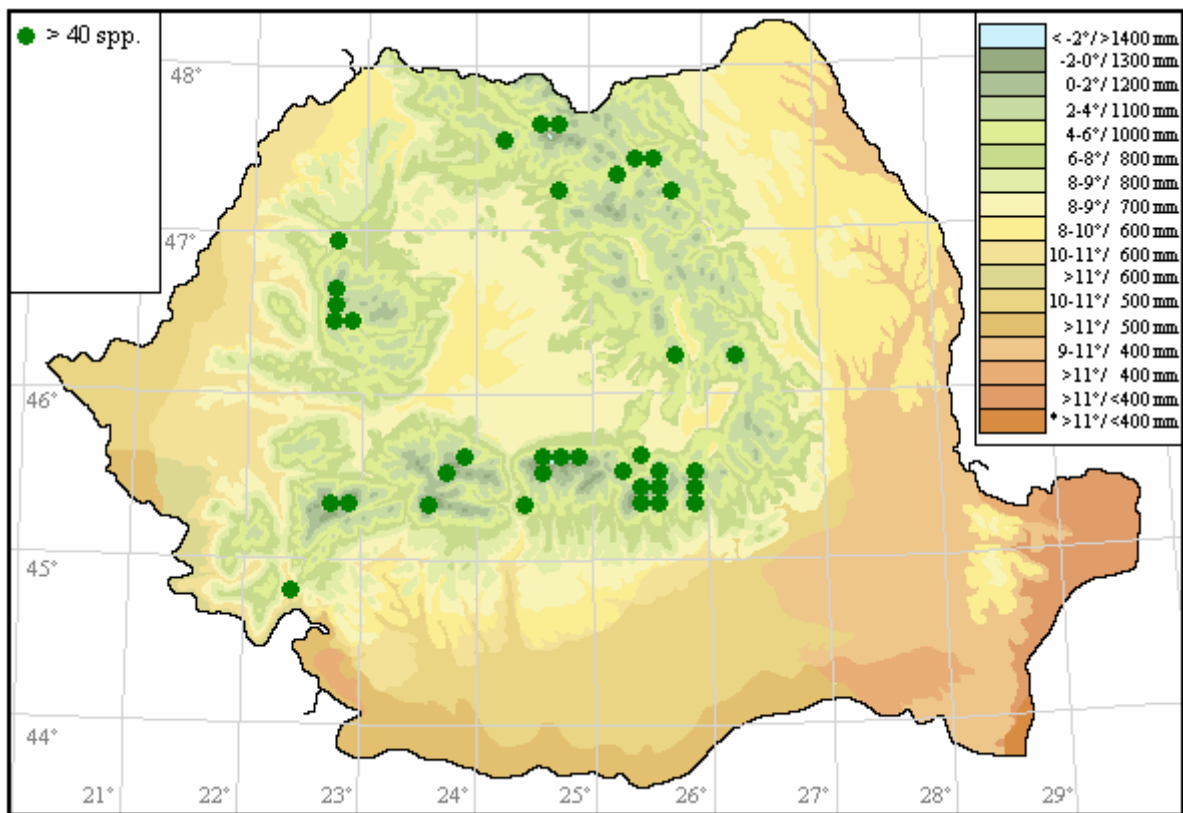 > 40 spp.
< -2°/>1400 mm
-2-0°/1300 mm
0-2°/1200 mm
2-4°/1100 mm
4-6°/1000 mm
6-8°/ 800 mm
8-9°/ 800 mm
8-9°/ 700 mm
8-10°/ 600 mm
10-11°/ 600 mm
>11°/ 600 mm
10-11°/ 500 mm
>11°/ 500 mm
9-11°/ 400 mm
>11°/ 400 mm
>11°/<400 mm
* >11°/<400 mm
48°
47°
46°
45°
44°
21° 22° 23° 24° 25° 26° 27° 28° 29°